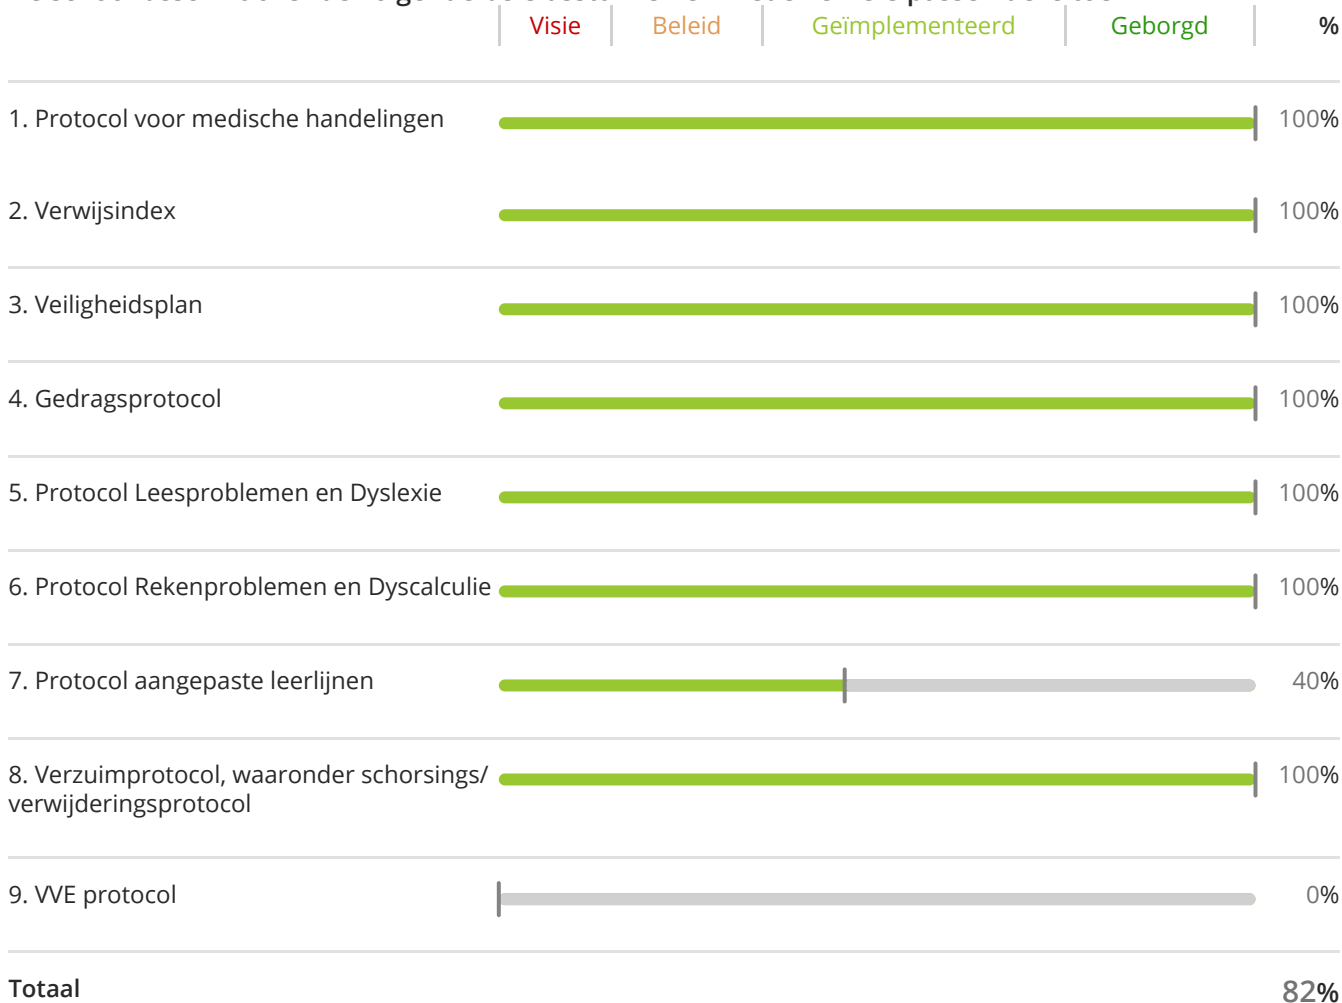 Visie Beleid Geïmplementeerd Geborgd %
1. Protocol voor medische handelingen 100%
2. Verwijsindex 100%
3. Veiligheidsplan 100%
4. Gedragsprotocol 100%
5. Protocol Leesproblemen en Dyslexie 100%
6. Protocol Rekenproblemen en Dyscalculie 100%
7. Protocol aangepaste leerlijnen 40%
8. Verzuimprotocol, waaronder schorsings/ 100%
verwijderingsprotocol
9. VVE protocol 0%
Totaal 82%